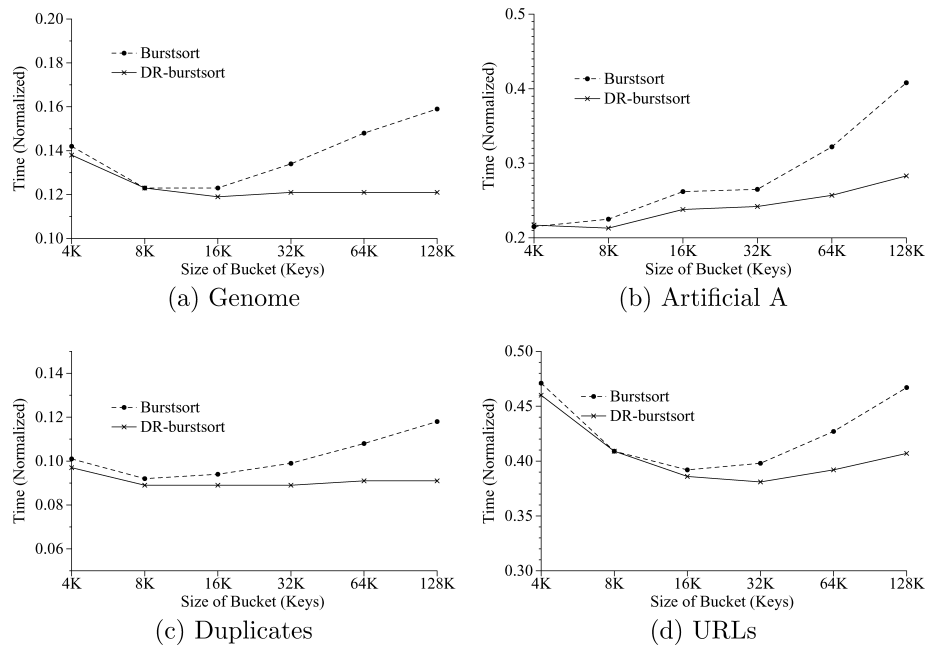 0.20
0.18
0.16
0.14
0.12
0.10
Time (Normalized)
Burstsort
DR-burstsort
4K 8K 16K 32K 64K 128K
Size of Bucket (Keys)
(a) Genome
0.5
0.4
0.3
0.2
Time (Normalized)
Burstsort
DR-burstsort
4K 8K 16K 32K 64K 128K
Size of Bucket (Keys)
(b) Artificial A
0.14
0.12
0.10
0.08
0.06
Time (Normalized)
Burstsort
DR-burstsort
4K 8K 16K 32K 64K 128K
Size of Bucket (Keys)
(c) Duplicates
0.50
0.45
0.40
0.35
0.30
Time (Normalized)
Burstsort
DR-burstsort
4K 8K 16K 32K 64K 128K
Size of Bucket (Keys)
(d) URLs